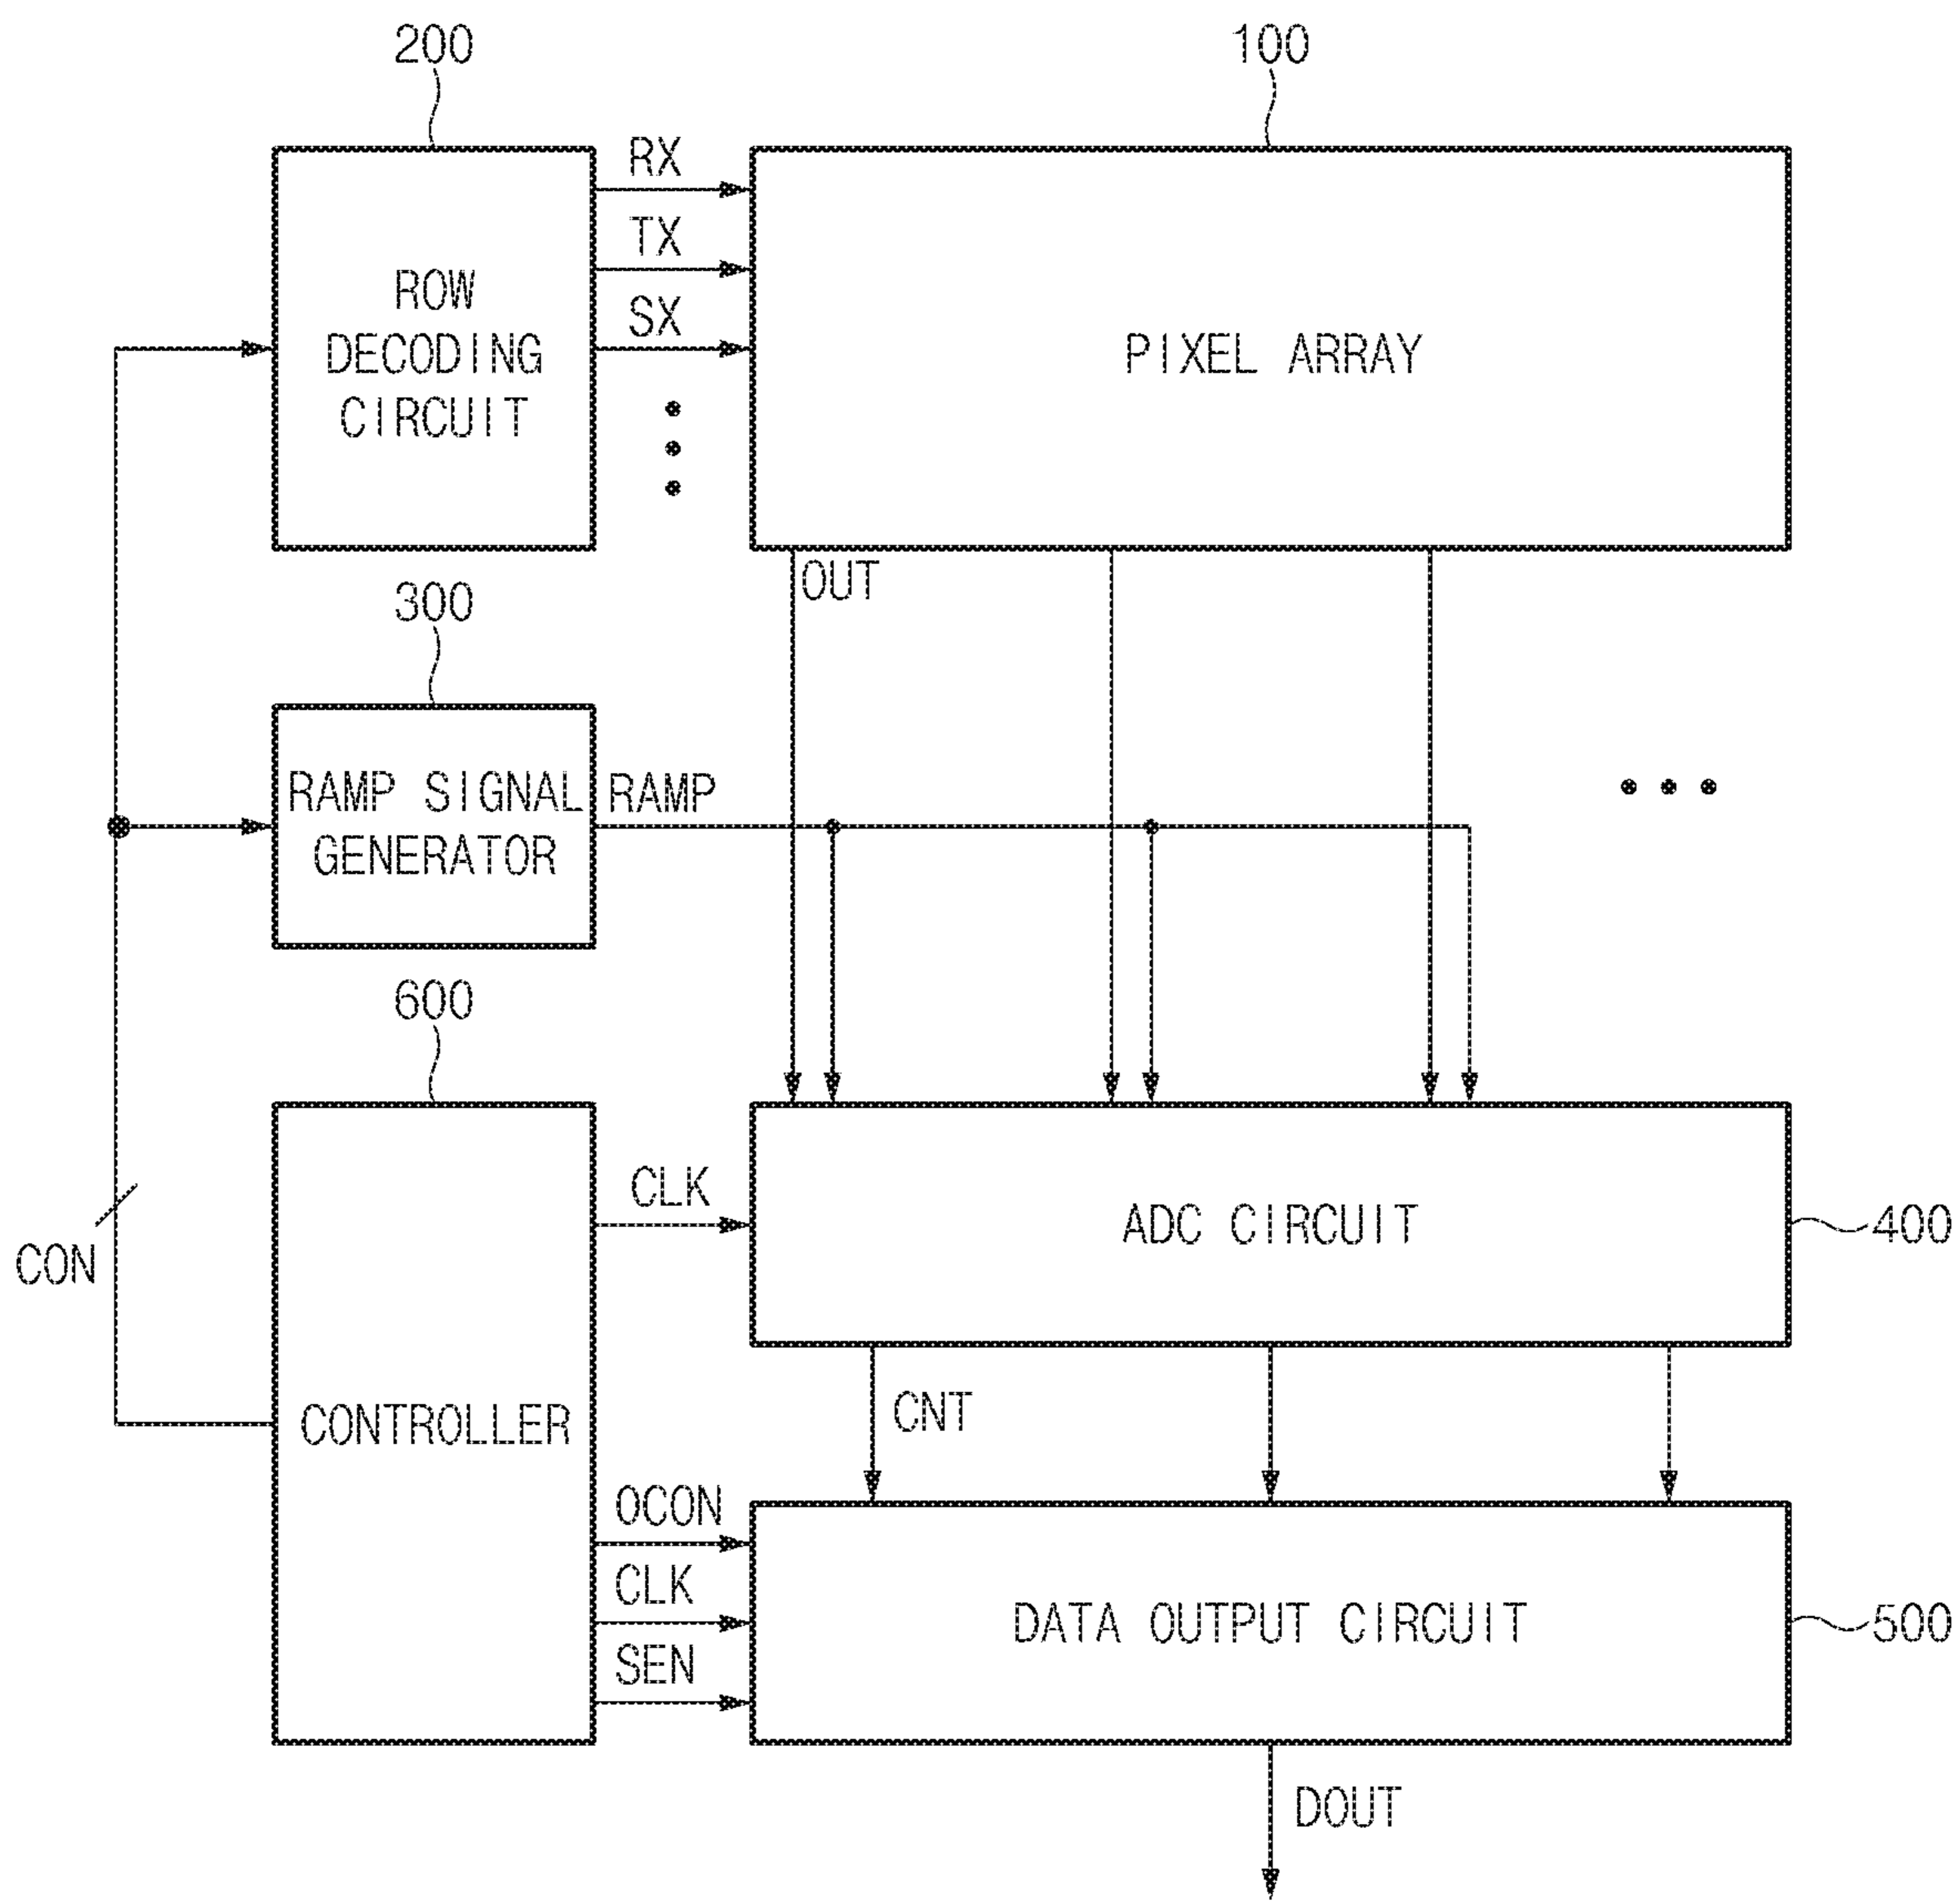 200
100
RX
TX
SX
ROW
DECODING
CIRCUIT
PIXEL ARRAY
OUT
300
RAMP SIGNAL
GENERATOR
RAMP
600
CLK
ADC CIRCUIT
400
CON
CONTROLLER
CNT
OCON
CLK
SEN
DATA OUTPUT CIRCUIT
500
DOUT